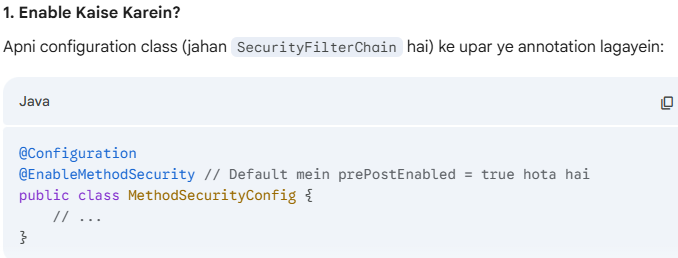 1. Enable Kaise Karein?
Apni configuration class (jahan SecurityFilterChain hai) ke upar ye annotation lagayein:
Java
@Configuration
@EnableMethodSecurity // Default mein prePostEnabled = true hota hai
public class MethodSecurityConfig {
    // ...
}